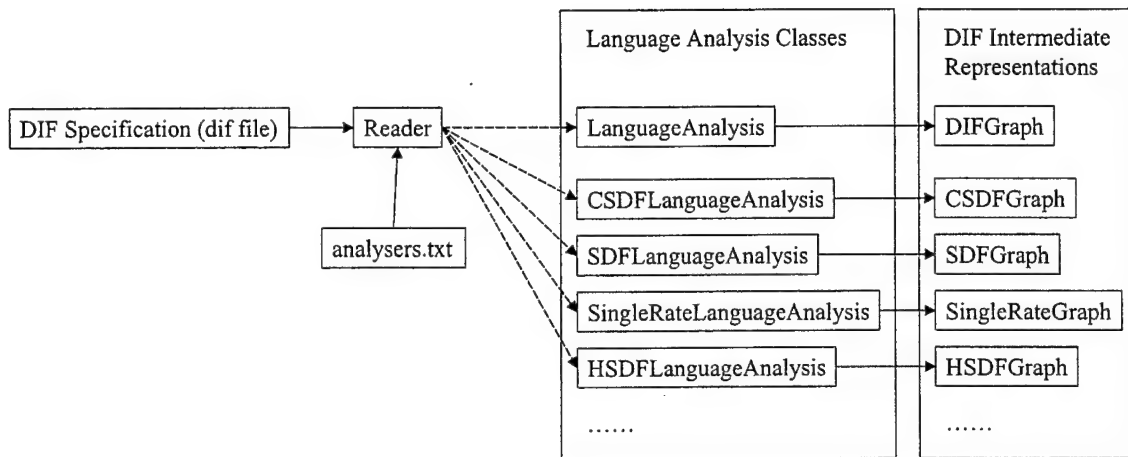 Language Analysis Classes
DIF Intermediate
Representations
DIF Specification (dif file)
Reader
analysers.txt
LanguageAnalysis
DIFGraph
CSDFLanguageAnalysis
CSDFGraph
SDFLanguageAnalysis
SDFGraph
SingleRateLanguageAnalysis
SingleRateGraph
HSDFLanguageAnalysis
HSDFGraph
......
......